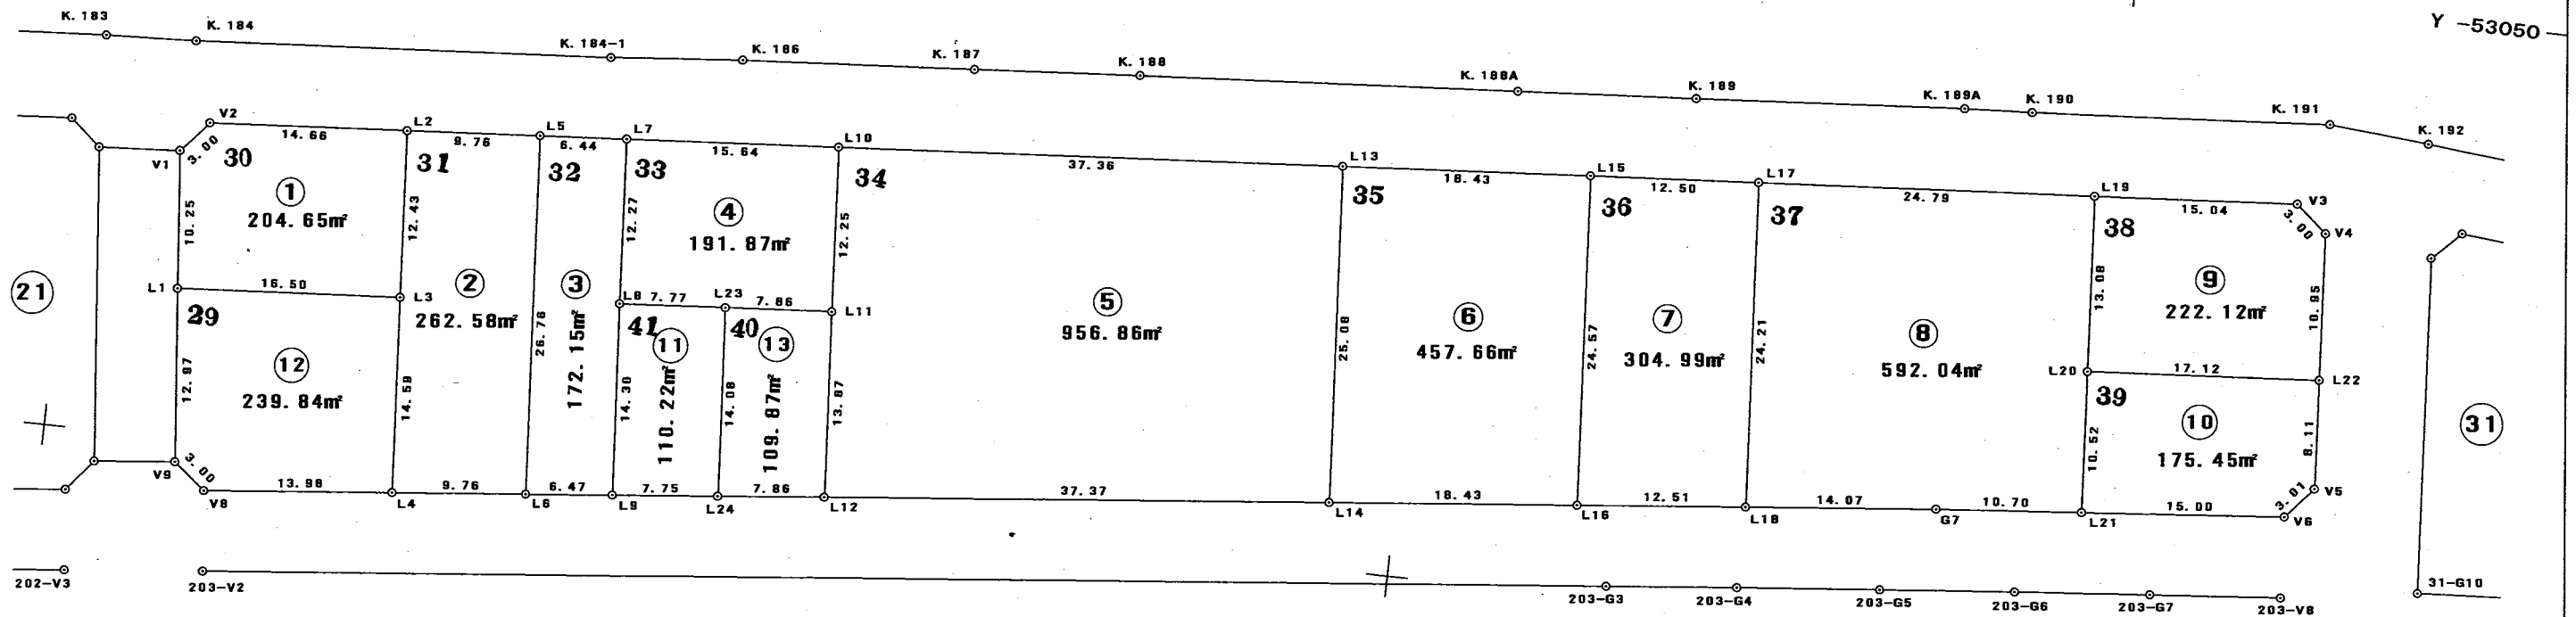 Y -53050
K. 183
K. 184
K. 184-1
K. 186
K. 187
K. 188
K. 188A
K. 189
K. 189A
K. 190
K. 191
K. 192
V2
14.66
L2
9.76
L5
6.44
L7
15.64
L10
37.36
L13
18.43
L15
12.50
L17
24.79
L19
15.04
V3
3.00
V4
V1
3.00
30
31
32
33
34
35
36
37
38
10.25
① 204.65㎡
12.43
12.27
④ 191.87㎡
12.25
13.08
⑨ 222.12㎡
10.95
21
L1
16.50
L3
29
② 262.58㎡
26.76
③ 172.15㎡
L8
7.77
L23
7.86
L11
41
40
⑤ 956.86㎡
25.08
⑥ 457.66㎡
24.57
⑦ 304.99㎡
24.21
⑧ 592.04㎡
L20
17.12
L22
39
12.97
⑫ 239.84㎡
14.59
14.30
⑪ 110.22㎡
14.08
⑬ 109.87㎡
13.87
10.52
⑩ 175.45㎡
8.11
31
V9
3.00
V8
13.98
L4
9.76
L6
6.47
L9
7.75
L24
7.86
L12
37.37
L14
18.43
L16
12.51
L18
14.07
G7
10.70
L21
15.00
3.01
V5
V6
202-V3
203-V2
203-G3
203-G4
203-G5
203-G6
203-G7
203-V8
31-G10